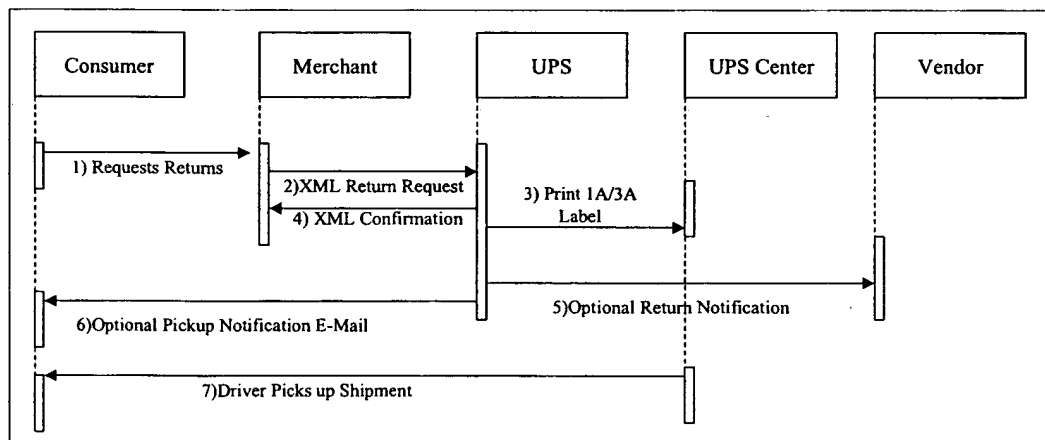 Consumer
Merchant
UPS
UPS Center
Vendor
1) Requests Returns
2)XML Return Request
3) Print 1A/3A
Label
4) XML Confirmation
5)Optional Return Notification
6)Optional Pickup Notification E-Mail
7)Driver Picks up Shipment